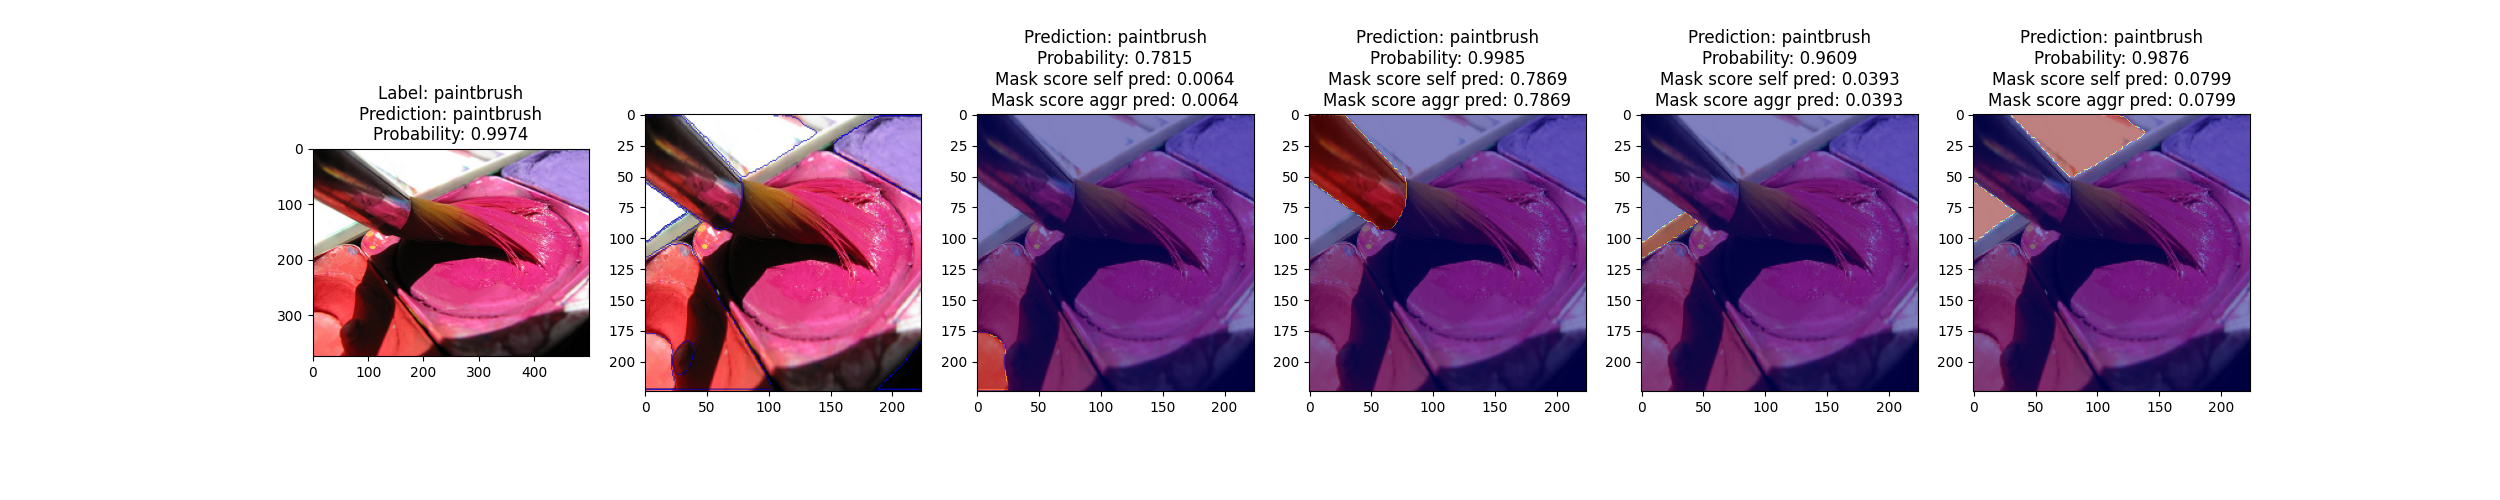 Label: paintbrush
Prediction: paintbrush
Probability: 0.9974
0
100
200
300
0 100 200 300 400
0
25
50
75
100
125
150
175
200
0 50 100 150 200
Prediction: paintbrush
Probability: 0.7815
Mask score self pred: 0.0064
Mask score aggr pred: 0.0064
0
25
50
75
100
125
150
175
200
0 50 100 150 200
Prediction: paintbrush
Probability: 0.9985
Mask score self pred: 0.7869
Mask score aggr pred: 0.7869
0
25
50
75
100
125
150
175
200
0 50 100 150 200
Prediction: paintbrush
Probability: 0.9609
Mask score self pred: 0.0393
Mask score aggr pred: 0.0393
0
25
50
75
100
125
150
175
200
0 50 100 150 200
Prediction: paintbrush
Probability: 0.9876
Mask score self pred: 0.0799
Mask score aggr pred: 0.0799
0
25
50
75
100
125
150
175
200
0 50 100 150 200